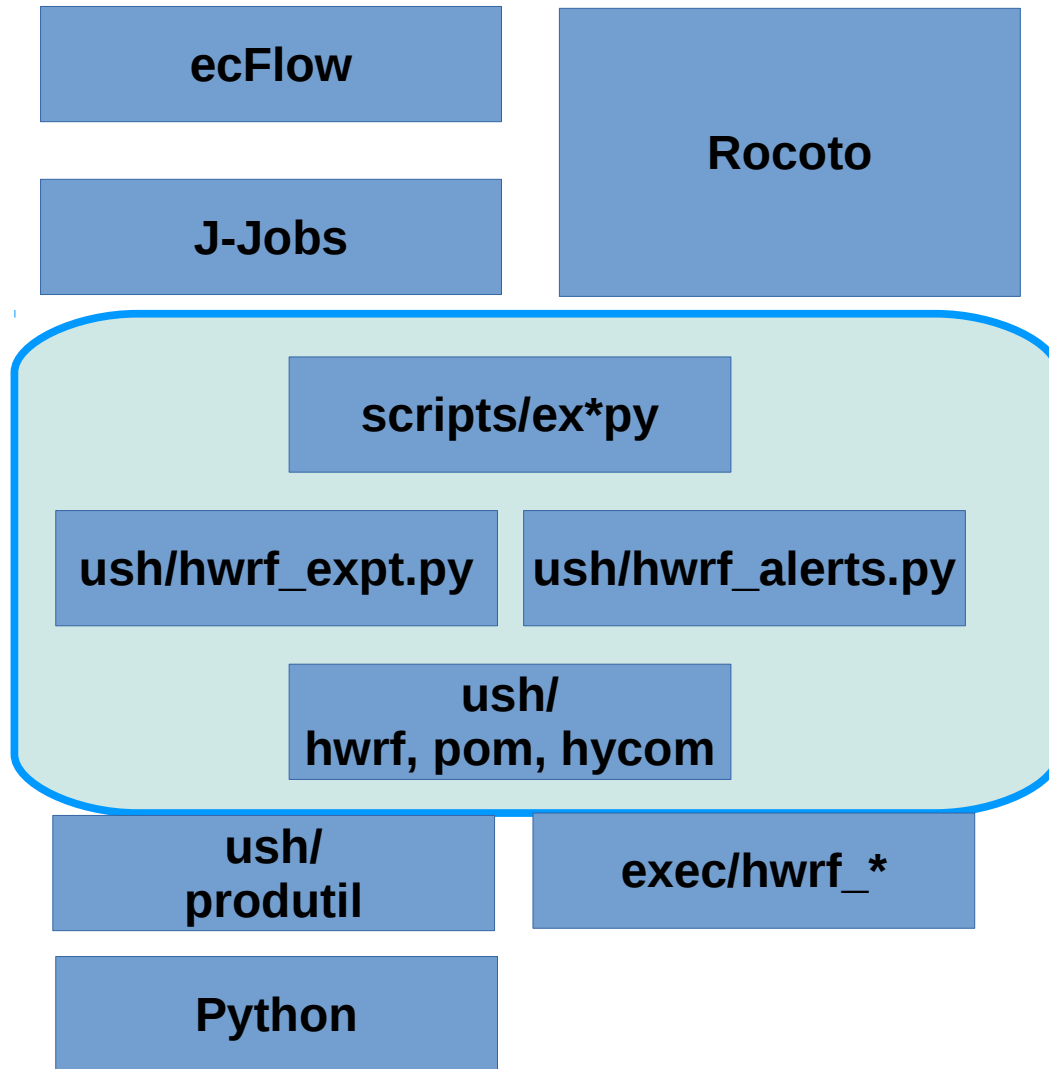 ecFlow
Rocoto
J-Jobs
scripts/ex*py
ush/hwrf_expt.py
ush/hwrf_alerts.py
ush/
hwrf, pom, hycom
ush/
produtil
exec/hwrf_*
Python